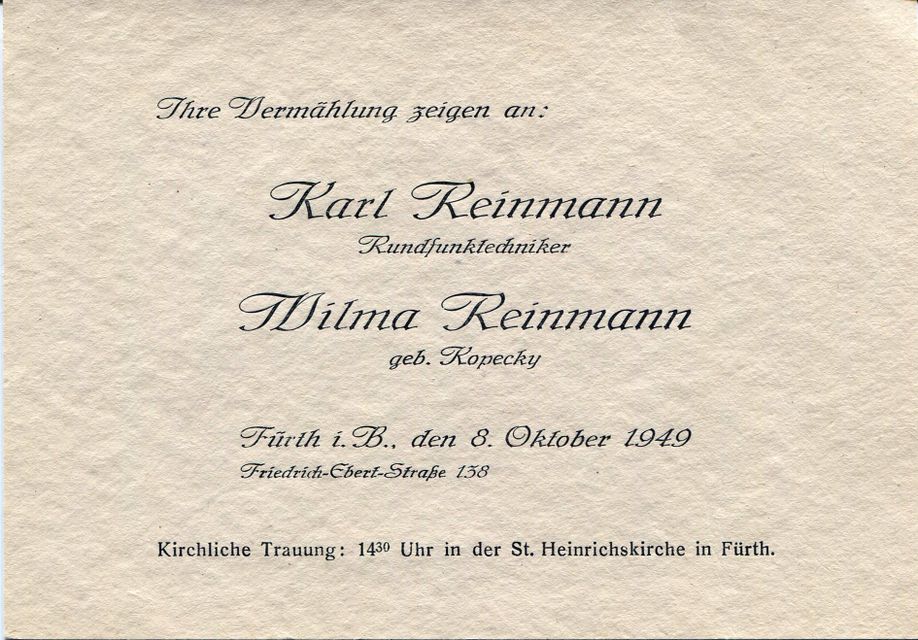 Ihre Vermählung zeigen an:
Karl Reinmann
Rundfunktechniker
Wilma Reinmann
geb. Kopecky
Fürth i. B., den 8. Oktober 1949
Friedrich-Ebert-Straße 138
Kirchliche Trauung: 14³⁰ Uhr in der St. Heinrichskirche in Fürth.